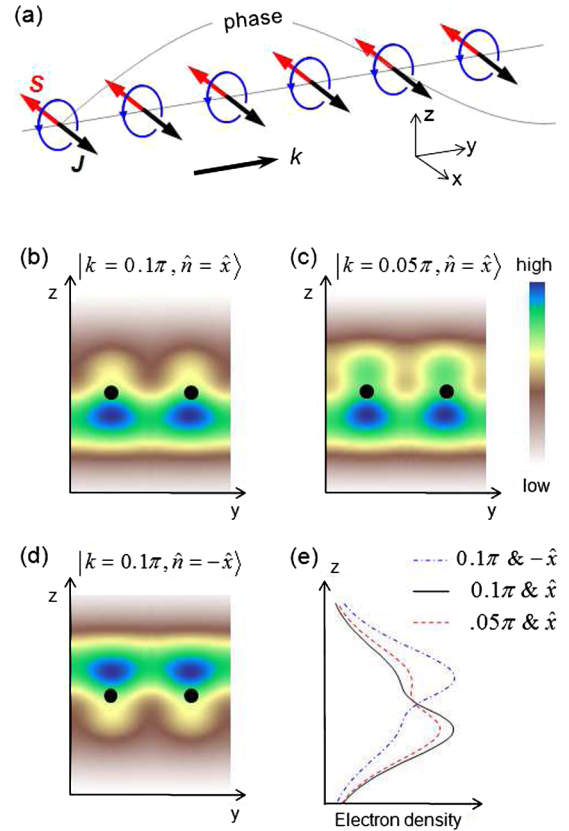 (a)
phase
S
J
k
z
y
x
(b) |k = 0.1π, n̂ = x̂⟩
(c) |k = 0.05π, n̂ = x̂⟩
high
low
z
y
y
(d) |k = 0.1π, n̂ = −x̂⟩
z
y
(e)
z
0.1π & −x̂
0.1π & x̂
.05π & x̂
Electron density